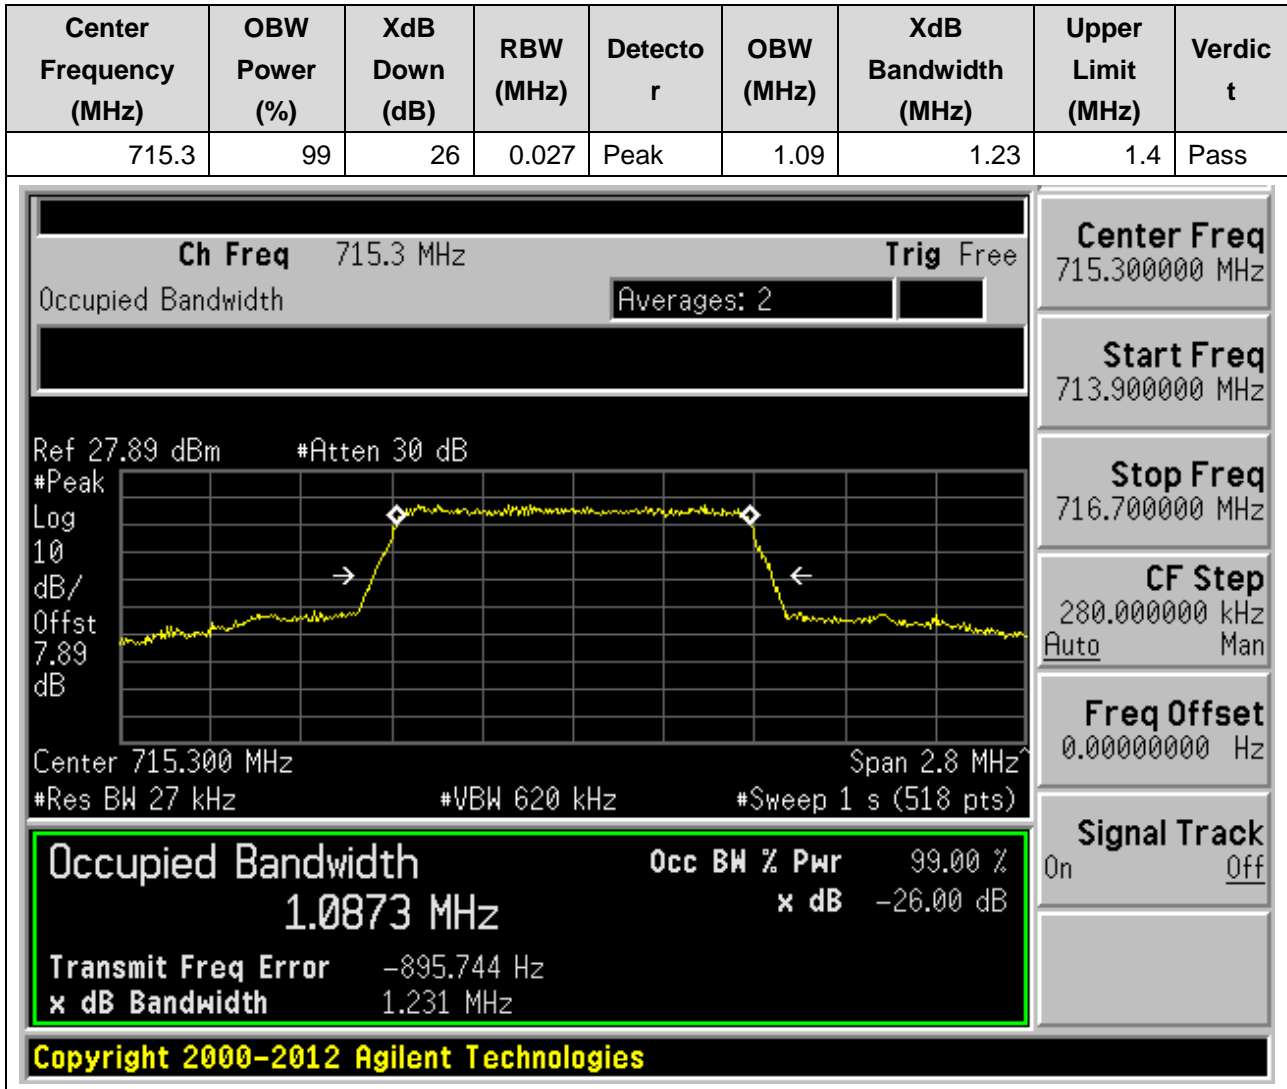 Center Frequency (MHz) OBW Power (%) XdB Down (dB) RBW (MHz) Detecto r OBW (MHz) XdB Bandwidth (MHz) Upper Limit (MHz) Verdic t
715.3 99 26 0.027 Peak 1.09 1.23 1.4 Pass
Ch Freq 715.3 MHz Trig Free
Occupied Bandwidth Averages: 2
Ref 27.89 dBm #Atten 30 dB
#Peak
Log
10
dB/
Offst
7.89
dB
Center 715.300 MHz Span 2.8 MHz^
#Res BW 27 kHz #VBW 620 kHz #Sweep 1 s (518 pts)
Occupied Bandwidth Occ BW % Pwr 99.00 %
1.0873 MHz x dB -26.00 dB
Transmit Freq Error -895.744 Hz
x dB Bandwidth 1.231 MHz
Copyright 2000-2012 Agilent Technologies
Center Freq
715.300000 MHz
Start Freq
713.900000 MHz
Stop Freq
716.700000 MHz
CF Step
280.000000 kHz
Auto Man
Freq Offset
0.00000000 Hz
Signal Track
On Off